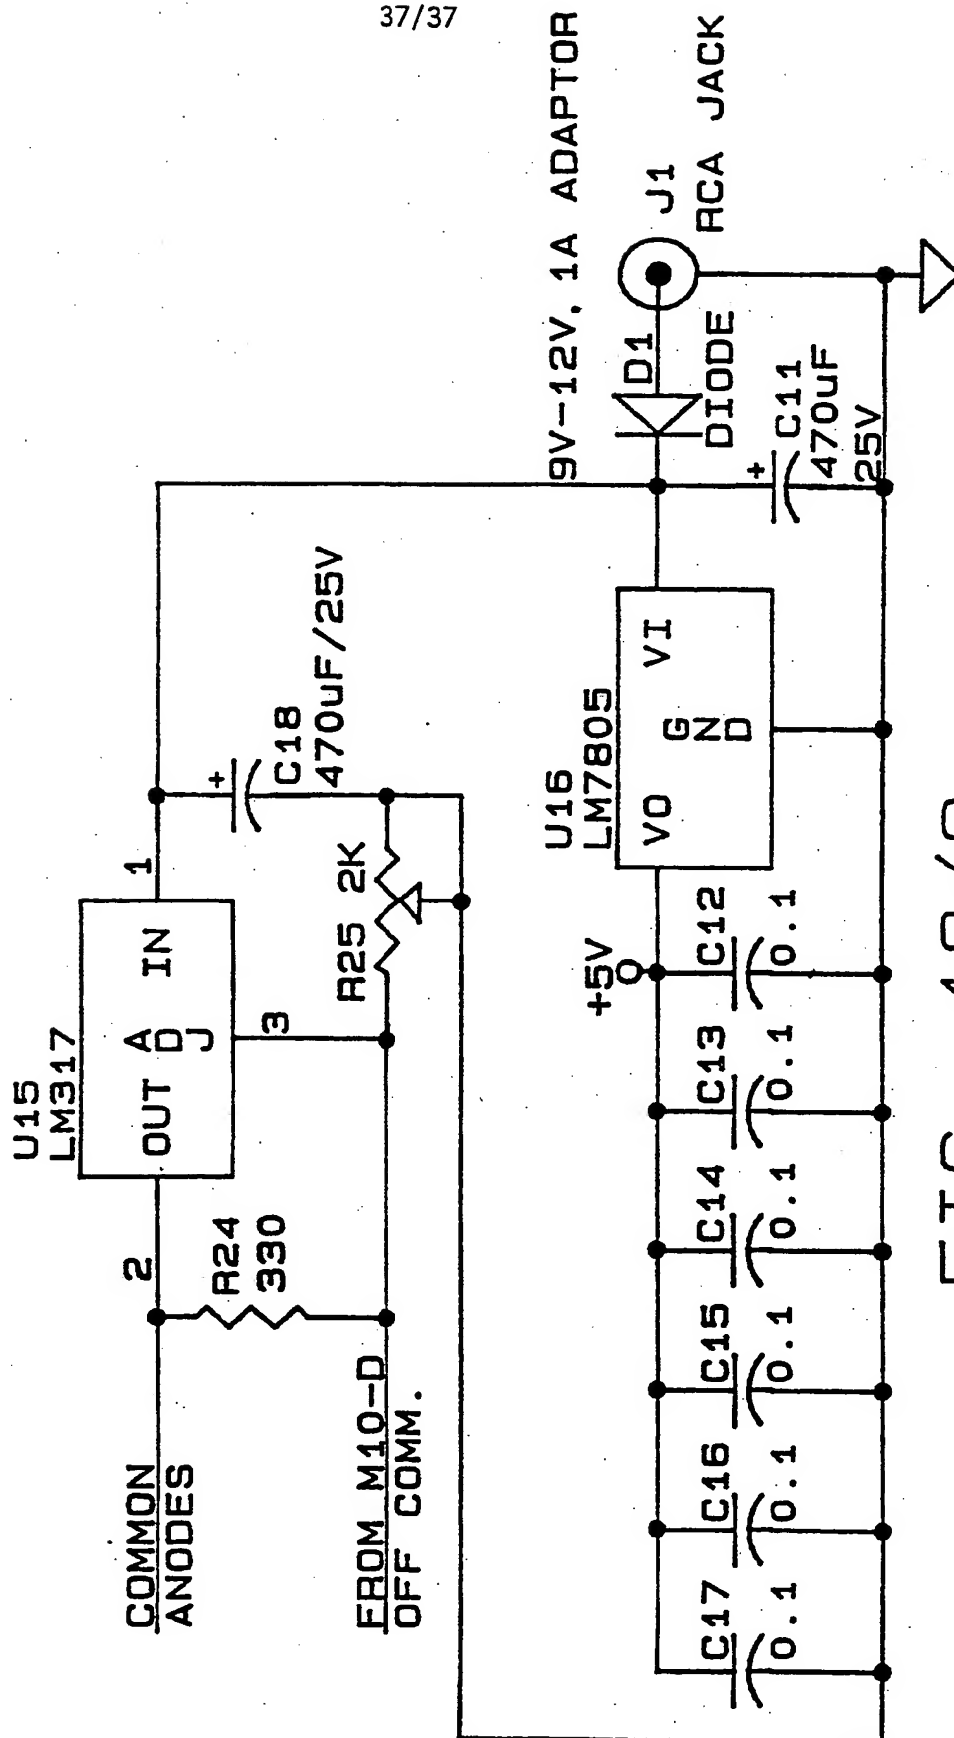 37/37
U15
LM317
OUT
ADJ
IN
1
2
3
COMMON
ANODES
R24
330
FROM M10-D
OFF COMM.
R25 2K
C18
470uF/25V
+
9V-12V, 1A ADAPTOR
J1
RCA JACK
D1
DIODE
+
C11
470uF
25V
U16
LM7805
VO
GND
VI
+5V
C12
0.1
C13
0.1
C14
0.1
C15
0.1
C16
0.1
C17
0.1